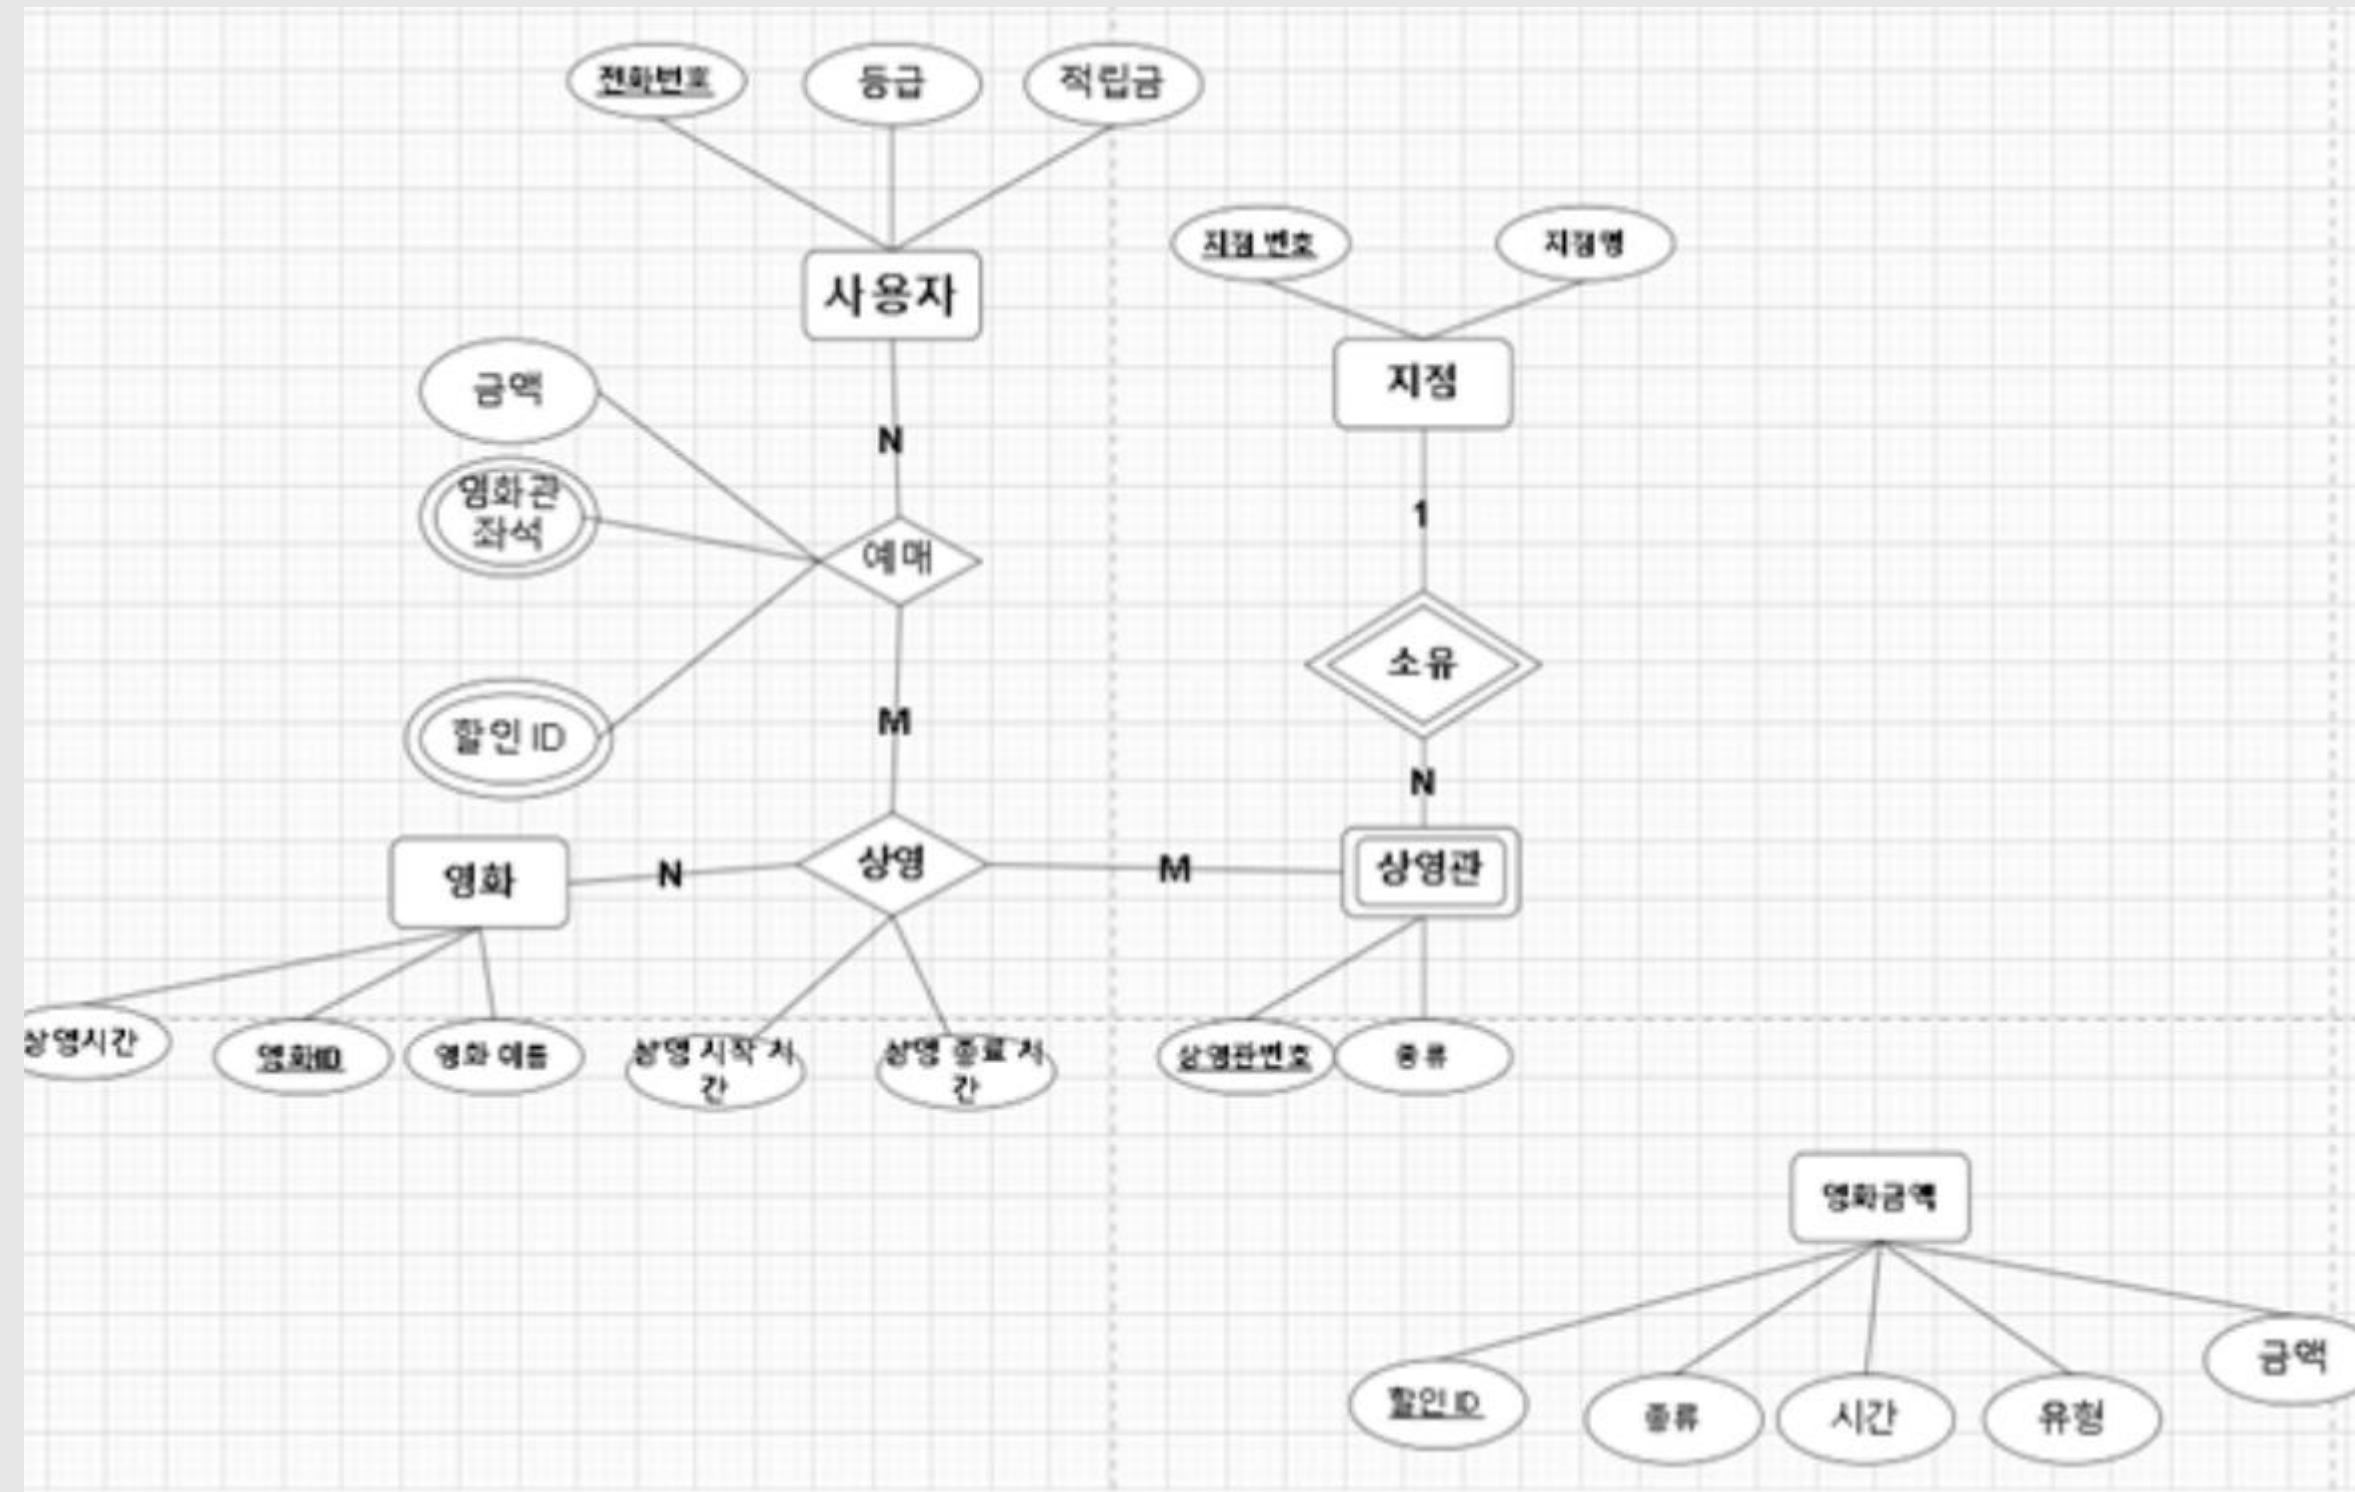 전화번호
등급
적립금
지점 번호
지점명
사용자
지점
금액
N
영화관
좌석
1
예매
소유
할인 ID
M
N
영화
N
상영
M
상영관
상영시간
영화ID
영화 이름
상영 시작 시
간
상영 종료 시
간
상영관번호
종류
영화금액
할인 ID
종류
시간
유형
금액